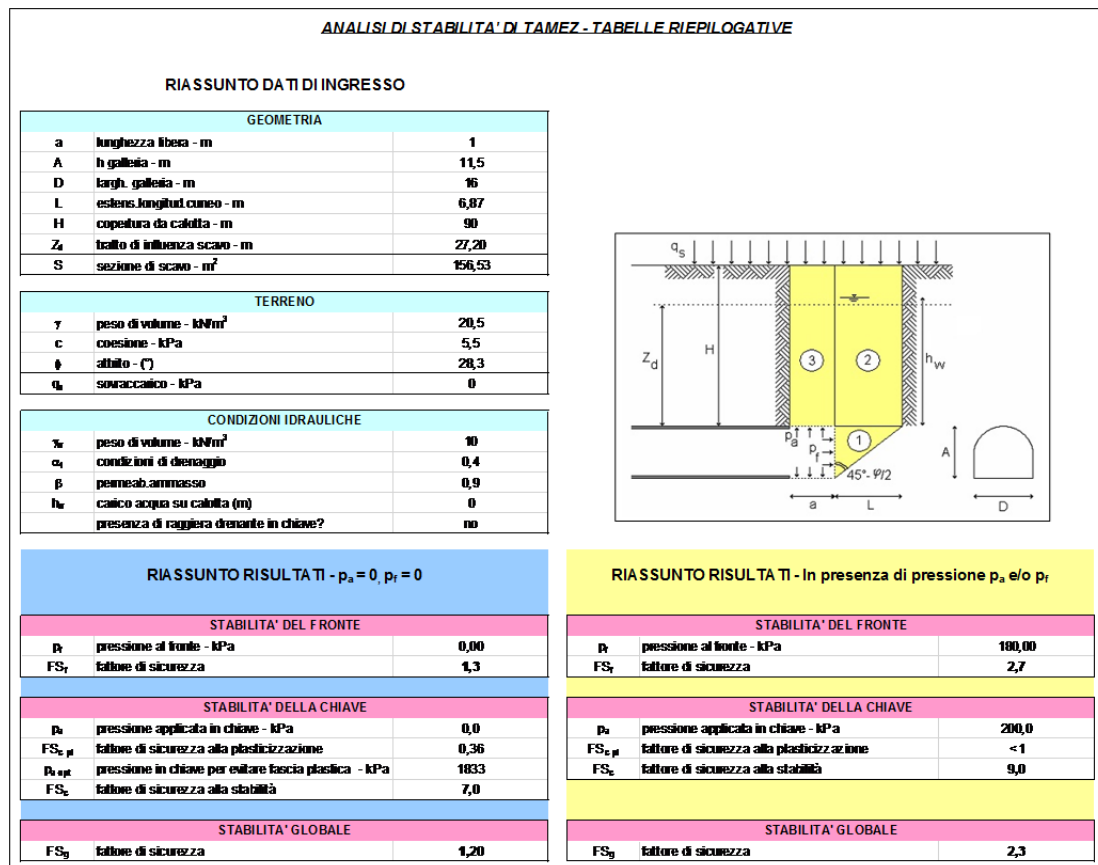 ANALISI DI STABILITA' DI TAMEZ - TABELLE RIEPILOGATIVE
RIASSUNTO DATI DI INGRESSO
GEOMETRIA
a lunghezza libera - m 1
A h galleria - m 11,5
D largh. galleria - m 16
L estens.longitud.cuneo - m 6,87
H copertura da calotta - m 90
Zd tratto di influenza scavo - m 27,20
S sezione di scavo - m² 156,53
TERRENO
γ peso di volume - kN/m³ 20,5
c coesione - kPa 5,5
ϕ attrito - (°) 28,3
qs sovraccarico - kPa 0
CONDIZIONI IDRAULICHE
γw peso di volume - kN/m³ 10
α1 condizioni di drenaggio 0,4
β permeab.ammasso 0,9
hw carico acqua su calotta (m) 0
presenza di raggiera drenante in chiave? no
qs
Zd
H
3
2
hw
pa
pf
1
45°- φ/2
A
a
L
D
RIASSUNTO RISULTATI - pa = 0, pf = 0
STABILITA' DEL FRONTE
pf pressione al fronte - kPa 0,00
FSf fattore di sicurezza 1,3
STABILITA' DELLA CHIAVE
pa pressione applicata in chiave - kPa 0,0
FSc pl fattore di sicurezza alla plasticizzazione 0,36
pa opt pressione in chiave per evitare fascia plastica - kPa 1833
FSc fattore di sicurezza alla stabilità 7,0
STABILITA' GLOBALE
FSg fattore di sicurezza 1,20
RIASSUNTO RISULTATI - In presenza di pressione pa e/o pf
STABILITA' DEL FRONTE
pf pressione al fronte - kPa 180,00
FSf fattore di sicurezza 2,7
STABILITA' DELLA CHIAVE
pa pressione applicata in chiave - kPa 200,0
FSc pl fattore di sicurezza alla plasticizzazione <1
FSc fattore di sicurezza alla stabilità 9,0
STABILITA' GLOBALE
FSg fattore di sicurezza 2,3